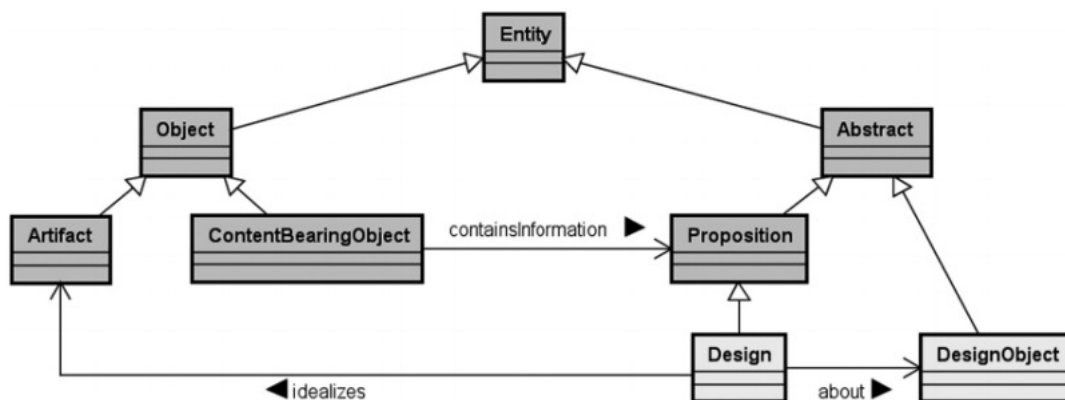 Entity
Object
Abstract
Artifact
ContentBearingObject
containsInformation ▶
Proposition
Design
DesignObject
◀ idealizes
about ▶